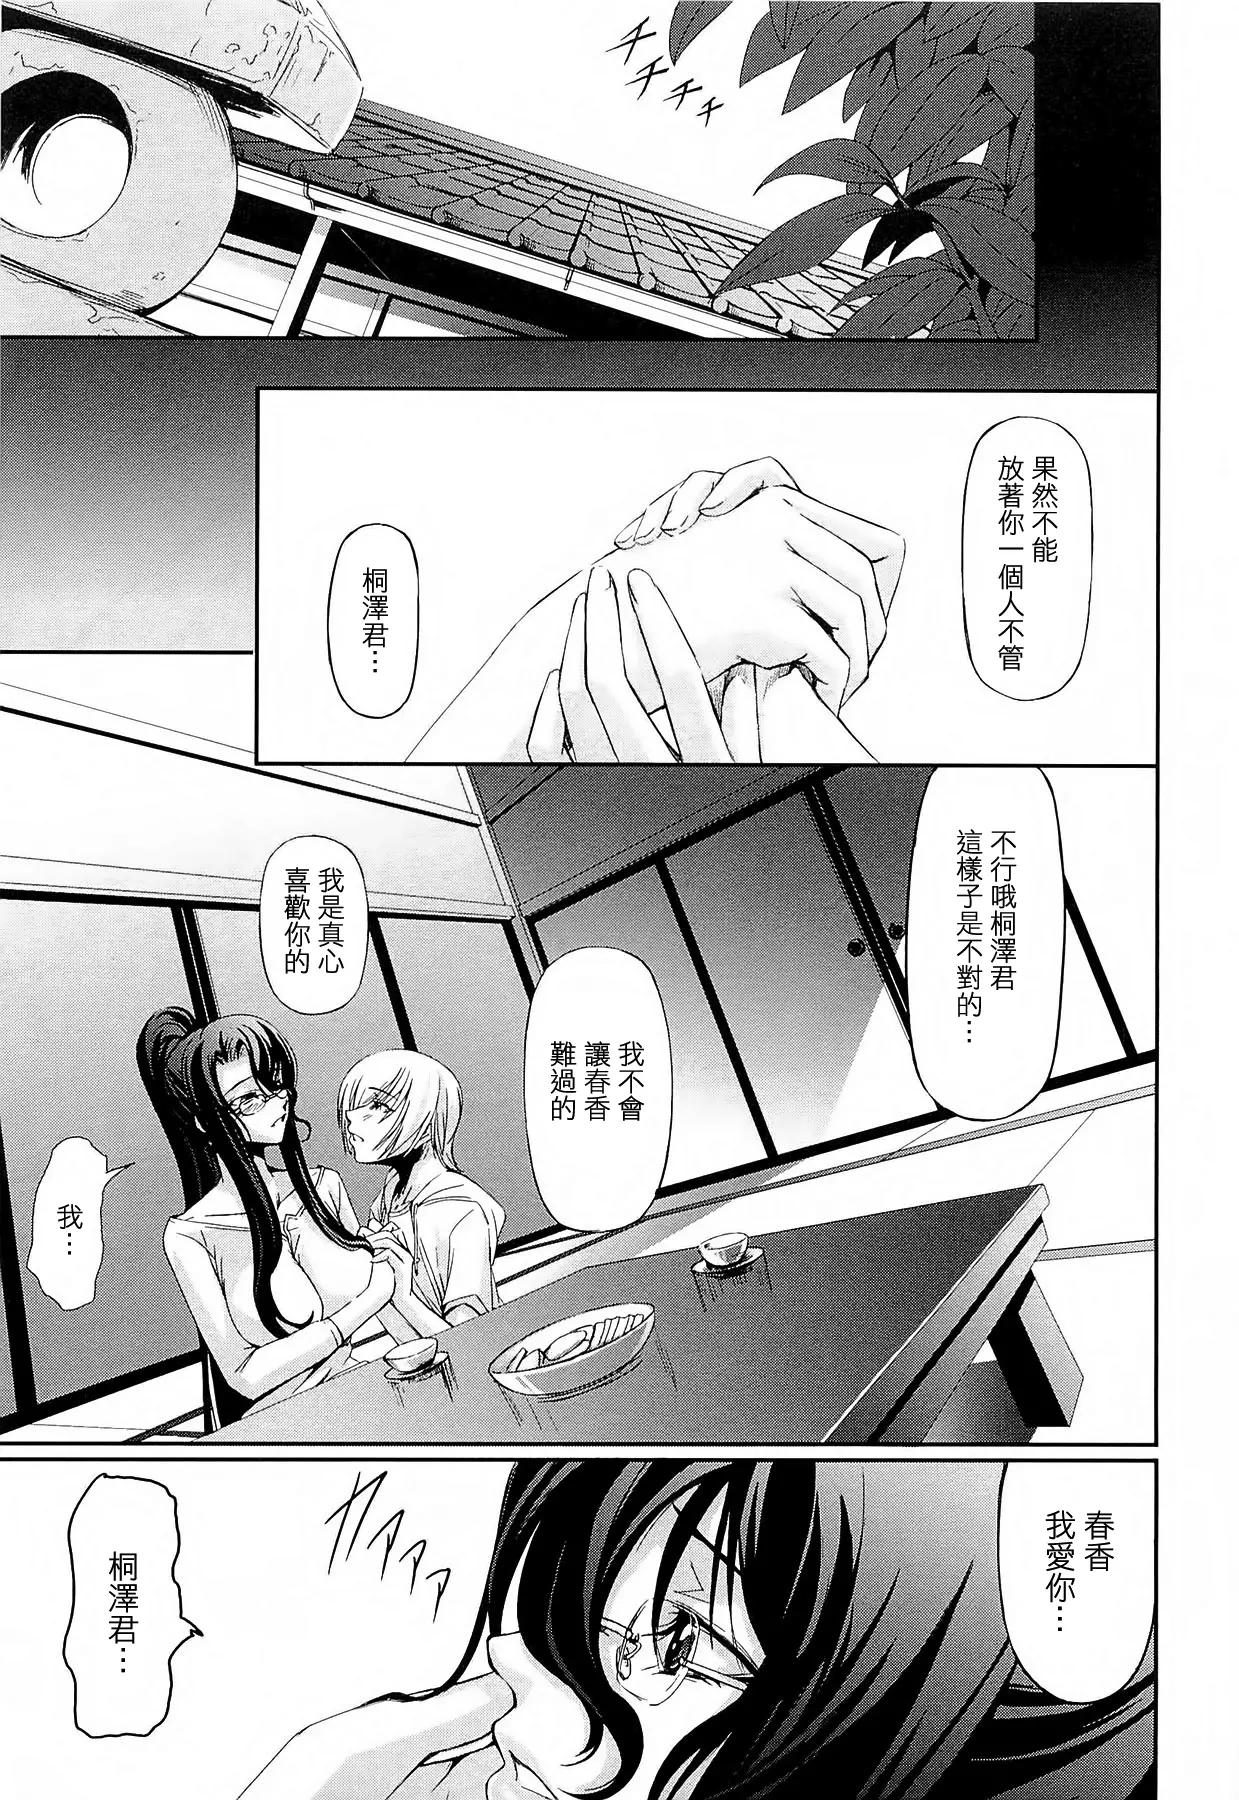 チチチチ
果然不能
放著你一個人不管
桐澤君…
不行哦桐澤君
這樣子是不對的…
我不會
讓春香
難過的
我是真心
喜歡你的
我…
春香
我愛你…
ガァァァ
桐澤君…